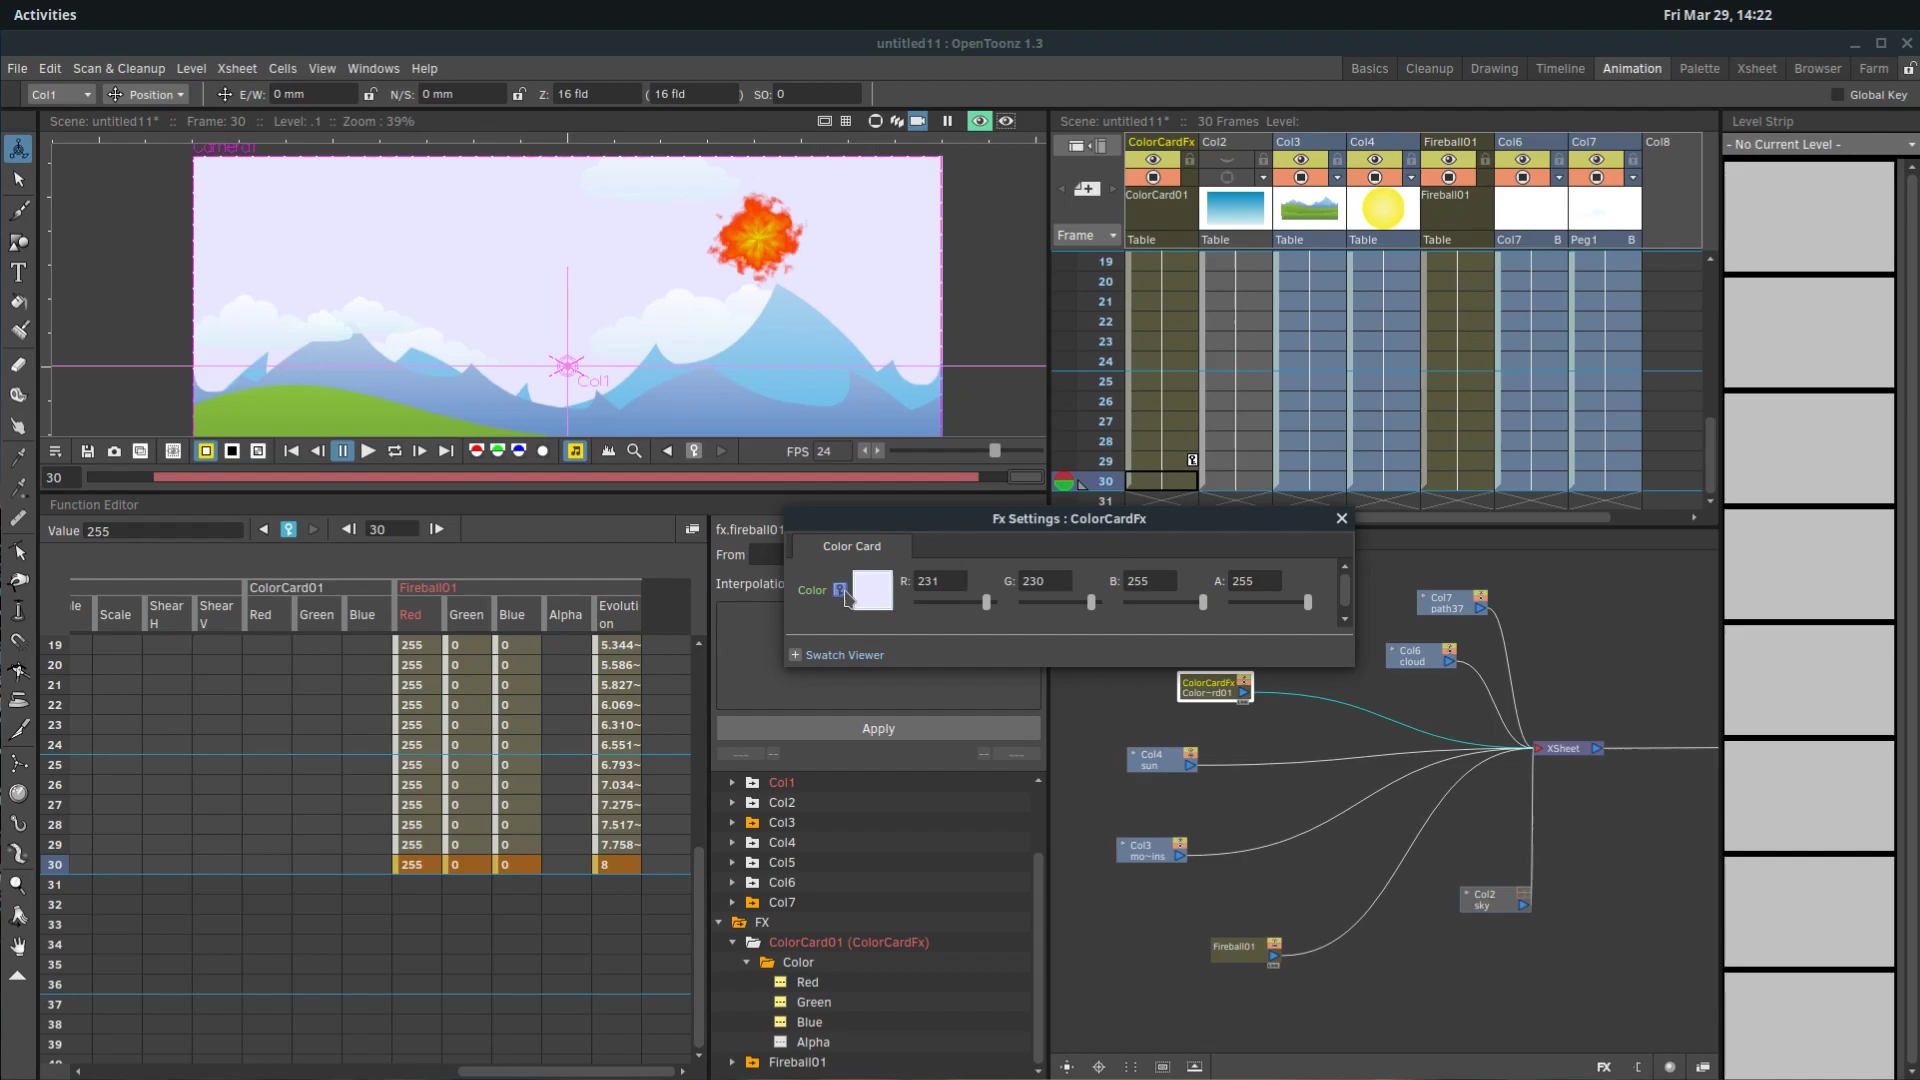 Activities
Fri Mar 29, 14:22
untitled11 : OpenToonz 1.3
File Edit Scan & Cleanup Level Xsheet Cells View Windows Help
Basics Cleanup Drawing Timeline Animation Palette Xsheet Browser Farm
Col1 Position E/W: 0 mm N/S: 0 mm Z: 16 fld ( 16 fld ) SO: 0
Global Key
Scene: untitled11* :: Frame: 30 :: Level: .1 :: Zoom : 39%
Scene: untitled11* :: 30 Frames Level:
Level Strip
- No Current Level -
Camera1
Col1
ColorCardFx Col2 Col3 Col4 Fireball01 Col6 Col7 Col8
ColorCard01 Fireball01
Frame Table Table Table Table Table Col7 B Peg1 B
19
20
21
22
23
24
25
26
27
28
29
30
31
FPS 24
30
Function Editor
Value 255 30
fx.fireball01
From
Interpolatio
Fx Settings : ColorCardFx
Color Card
Color R: 231 G: 230 B: 255 A: 255
Swatch Viewer
Apply
ColorCard01 Fireball01
le Scale Shear H Shear V Red Green Blue Red Green Blue Alpha Evoluti on
19 255 0 0 5.344~
20 255 0 0 5.586~
21 255 0 0 5.827~
22 255 0 0 6.069~
23 255 0 0 6.310~
24 255 0 0 6.551~
25 255 0 0 6.793~
26 255 0 0 7.034~
27 255 0 0 7.275~
28 255 0 0 7.517~
29 255 0 0 7.758~
30 255 0 0 8
31
32
33
34
35
36
37
38
39
Col1
Col2
Col3
Col4
Col5
Col6
Col7
FX
ColorCard01 (ColorCardFx)
Color
Red
Green
Blue
Alpha
Fireball01
Col7
path37
Col6
cloud
ColorCardFx
Color~rd01
XSheet
Col4
sun
Col3
mo~ins
Col2
sky
Fireball01
FX